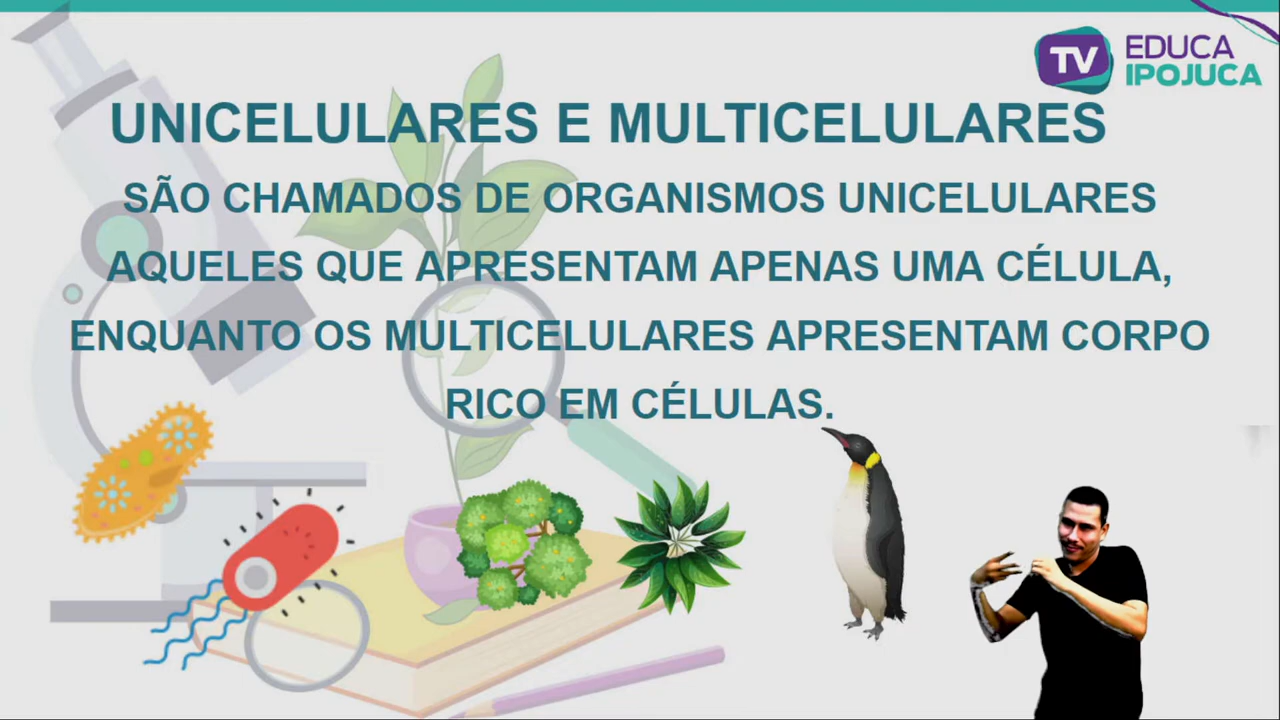 TV EDUCA
IPOJUCA
UNICELULARES E MULTICELULARES
SÃO CHAMADOS DE ORGANISMOS UNICELULARES
AQUELES QUE APRESENTAM APENAS UMA CÉLULA,
ENQUANTO OS MULTICELULARES APRESENTAM CORPO
RICO EM CÉLULAS.